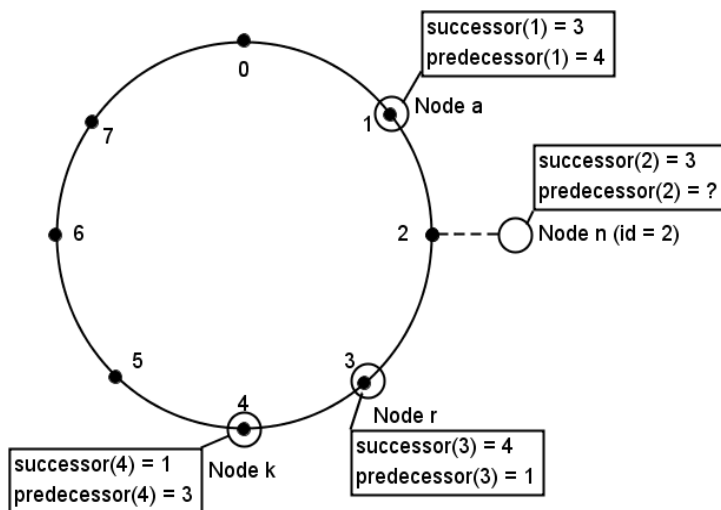 successor(1) = 3
predecessor(1) = 4
0
1
Node a
7
successor(2) = 3
predecessor(2) = ?
6
2
Node n (id = 2)
5
3
4
Node r
successor(3) = 4
predecessor(3) = 1
successor(4) = 1
predecessor(4) = 3
Node k